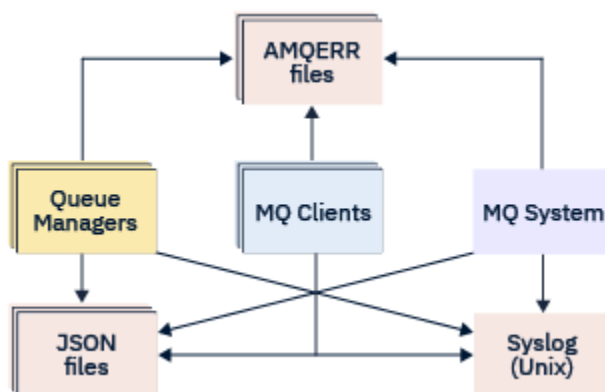 AMQERR
files
Queue
Managers
MQ Clients
MQ System
JSON
files
Syslog
(Unix)